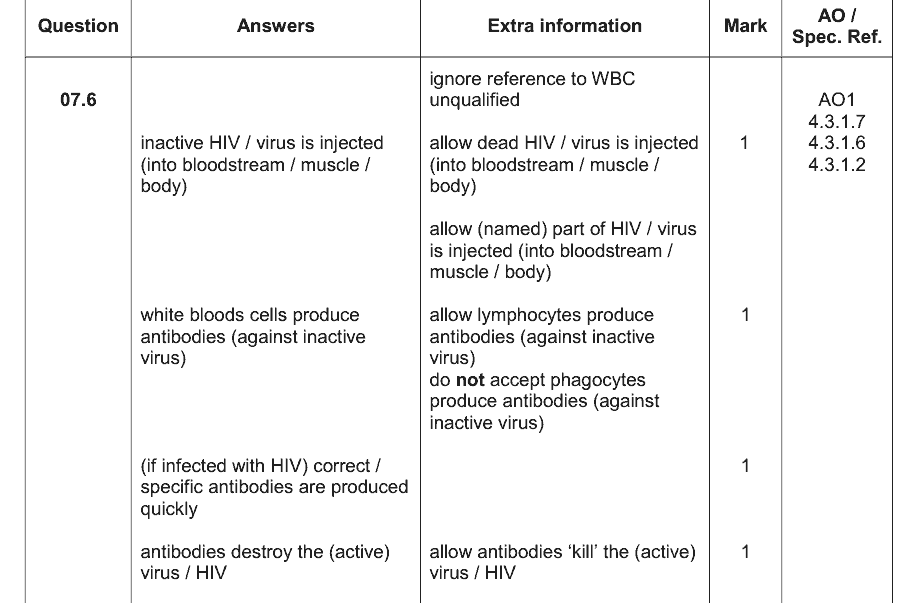 Question Answers Extra information Mark AO /
Spec. Ref.
ignore reference to WBC
07.6 unqualified AO1
4.3.1.7
inactive HIV / virus is injected allow dead HIV / virus is injected 1 4.3.1.6
(into bloodstream / muscle / (into bloodstream / muscle / 4.3.1.2
body) body)
allow (named) part of HIV / virus
is injected (into bloodstream /
muscle / body)
white bloods cells produce allow lymphocytes produce 1
antibodies (against inactive antibodies (against inactive
virus) virus)
do not accept phagocytes
produce antibodies (against
inactive virus)
(if infected with HIV) correct / 1
specific antibodies are produced
quickly
antibodies destroy the (active) allow antibodies ‘kill’ the (active) 1
virus / HIV virus / HIV